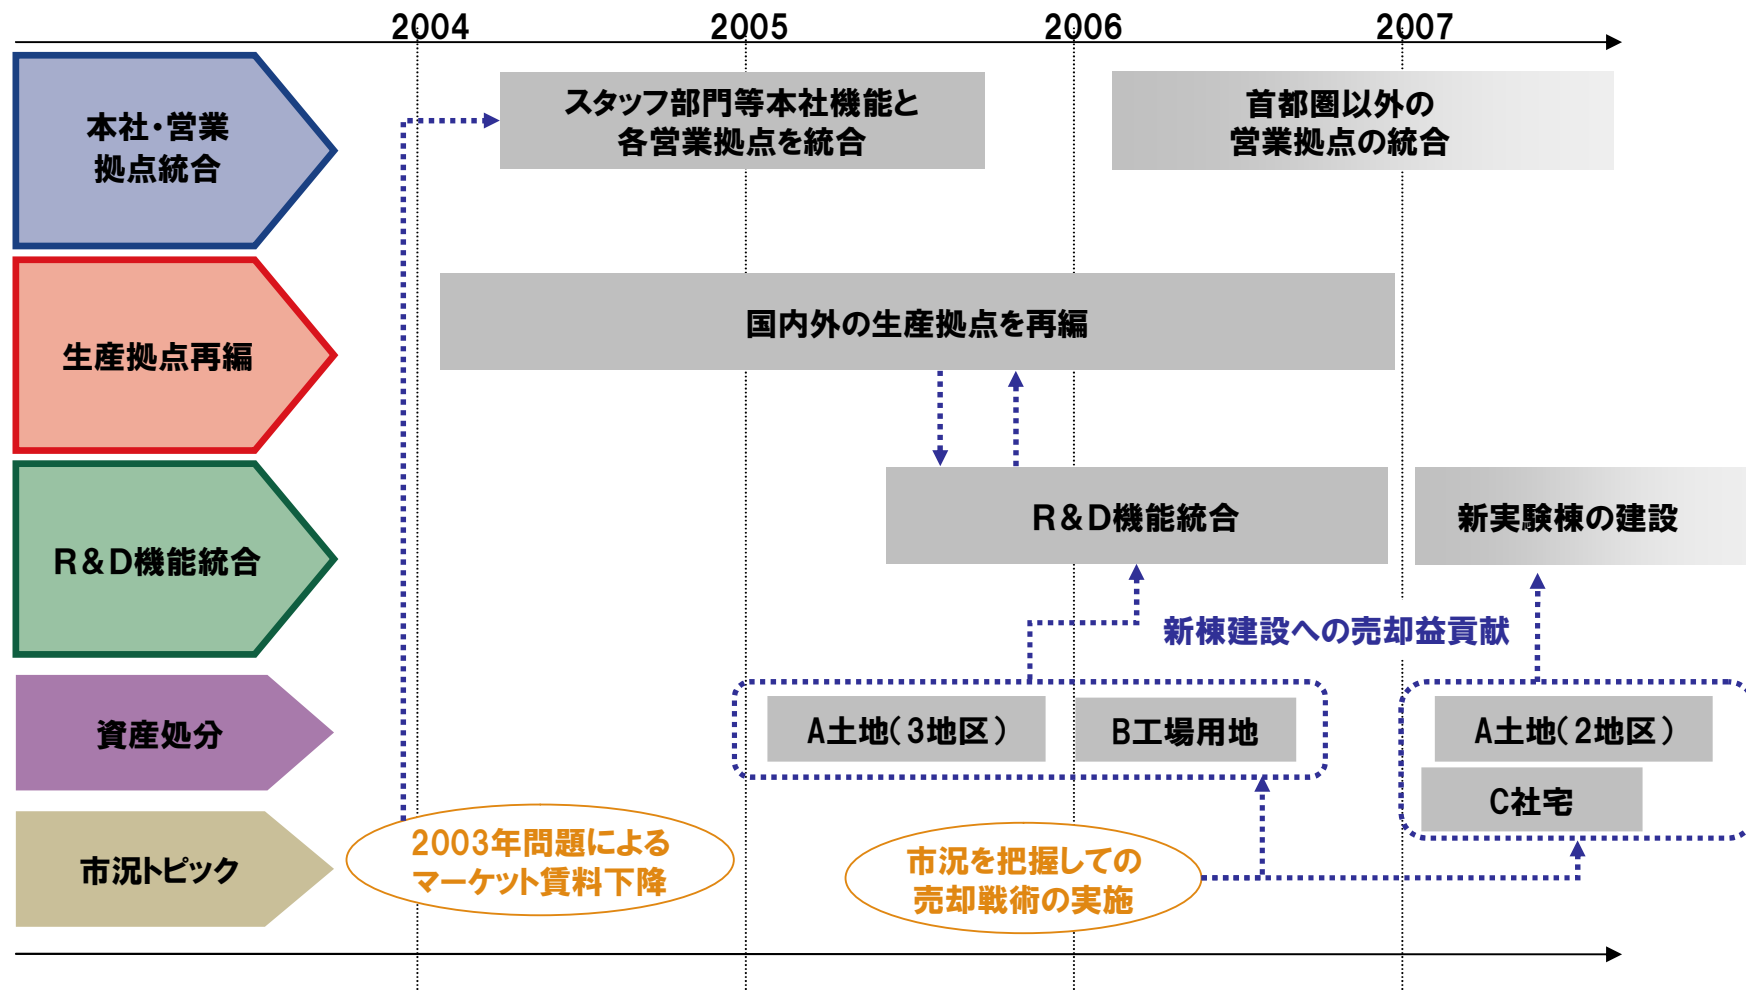 2004
2005
2006
2007
本社・営業
拠点統合
スタッフ部門等本社機能と
各営業拠点を統合
首都圏以外の
営業拠点の統合
生産拠点再編
国内外の生産拠点を再編
R&D機能統合
R&D機能統合
新実験棟の建設
新棟建設への売却益貢献
資産処分
A土地(3地区)
B工場用地
A土地(2地区)
C社宅
市況トピック
2003年問題による
マーケット賃料下降
市況を把握しての
売却戦術の実施